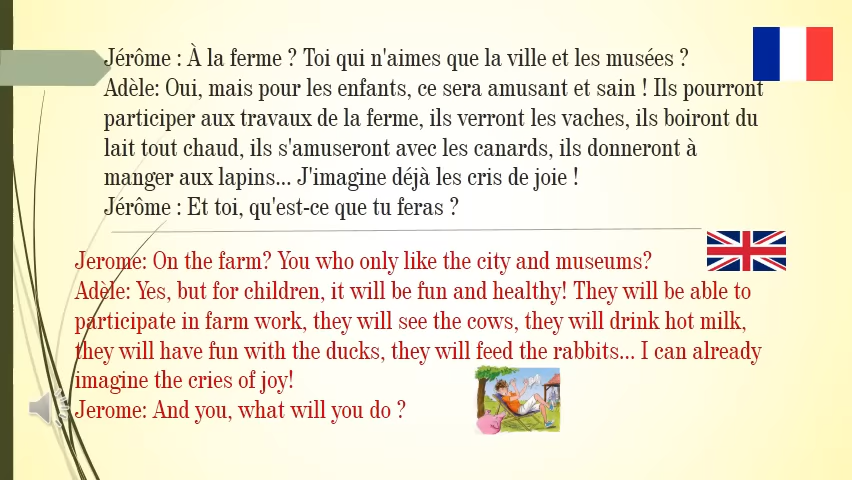 Jérôme : À la ferme ? Toi qui n'aimes que la ville et les musées ?
Adèle: Oui, mais pour les enfants, ce sera amusant et sain ! Ils pourront
participer aux travaux de la ferme, ils verront les vaches, ils boiront du
lait tout chaud, ils s'amuseront avec les canards, ils donneront à
manger aux lapins... J'imagine déjà les cris de joie !
Jérôme : Et toi, qu'est-ce que tu feras ?
Jerome: On the farm? You who only like the city and museums?
Adèle: Yes, but for children, it will be fun and healthy! They will be able to
participate in farm work, they will see the cows, they will drink hot milk,
they will have fun with the ducks, they will feed the rabbits... I can already
imagine the cries of joy!
Jerome: And you, what will you do ?